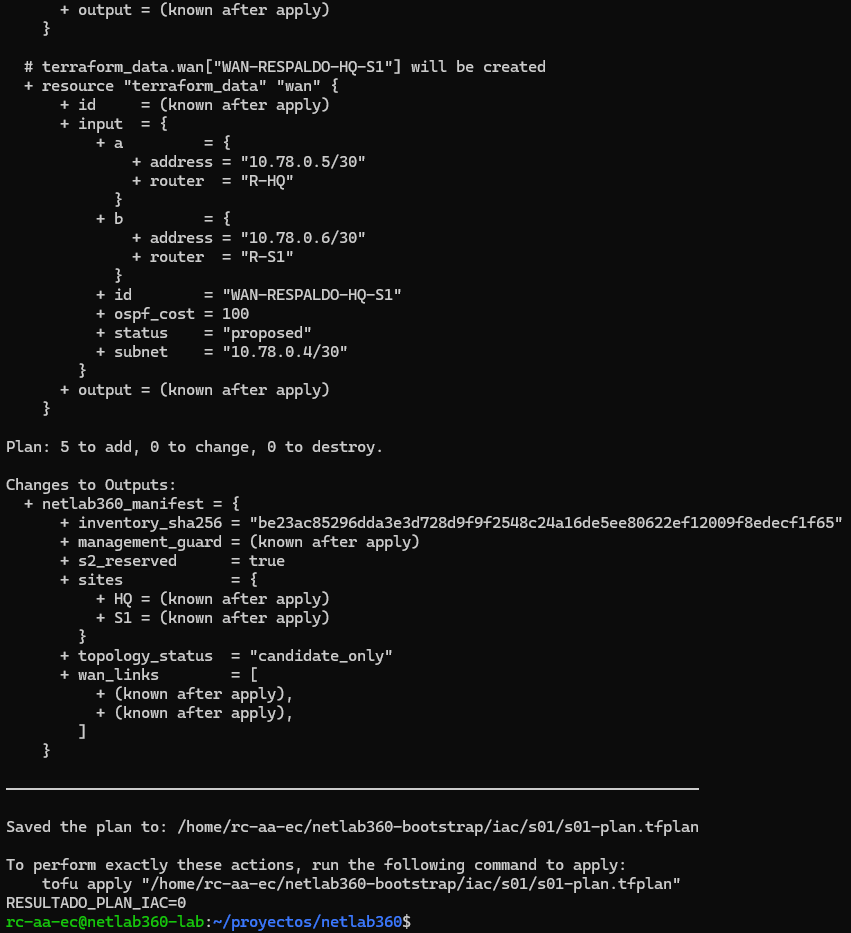 + output = (known after apply)
}
# terraform_data.wan["WAN-RESPALDO-HQ-S1"] will be created
+ resource "terraform_data" "wan" {
+ id     = (known after apply)
+ input  = {
+ a         = {
+ address = "10.78.0.5/30"
+ router  = "R-HQ"
}
+ b         = {
+ address = "10.78.0.6/30"
+ router  = "R-S1"
}
+ id        = "WAN-RESPALDO-HQ-S1"
+ ospf_cost = 100
+ status    = "proposed"
+ subnet    = "10.78.0.4/30"
}
+ output = (known after apply)
}
Plan: 5 to add, 0 to change, 0 to destroy.
Changes to Outputs:
+ netlab360_manifest = {
+ inventory_sha256 = "be23ac85296dda3e3d728d9f9f2548c24a16de5ee80622ef12009f8edecf1f65"
+ management_guard = (known after apply)
+ s2_reserved      = true
+ sites            = {
+ HQ = (known after apply)
+ S1 = (known after apply)
}
+ topology_status  = "candidate_only"
+ wan_links        = [
+ (known after apply),
+ (known after apply),
]
}
Saved the plan to: /home/rc-aa-ec/netlab360-bootstrap/iac/s01/s01-plan.tfplan
To perform exactly these actions, run the following command to apply:
tofu apply "/home/rc-aa-ec/netlab360-bootstrap/iac/s01/s01-plan.tfplan"
RESULTADO_PLAN_IAC=0
rc-aa-ec@netlab360-lab:~/proyectos/netlab360$